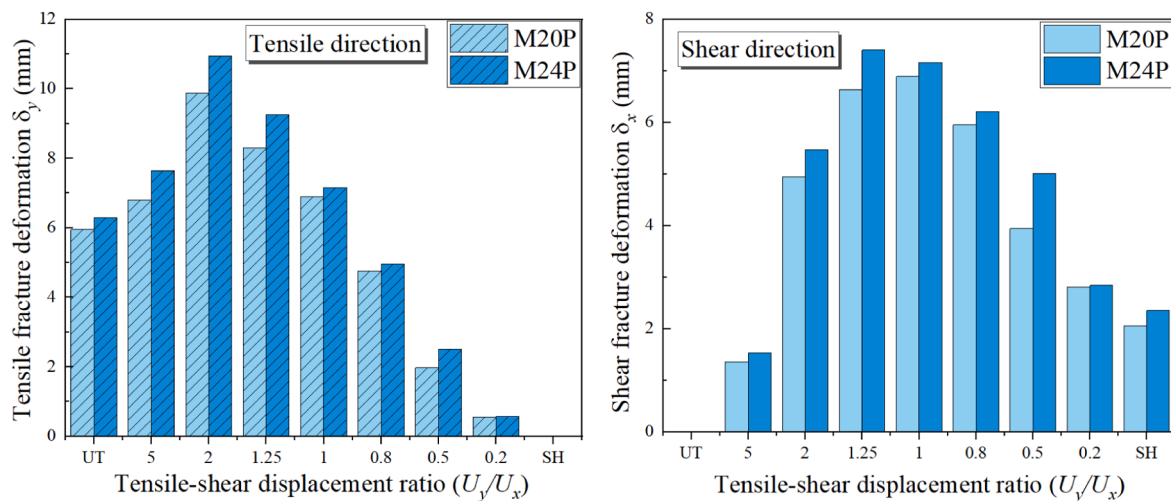 Tensile direction
M20P
M24P
Tensile fracture deformation δy (mm)
12
10
8
6
4
2
0
UT 5 2 1.25 1 0.8 0.5 0.2 SH
Tensile-shear displacement ratio (Uy/Ux)
Shear direction
M20P
M24P
Shear fracture deformation δx (mm)
8
6
4
2
0
UT 5 2 1.25 1 0.8 0.5 0.2 SH
Tensile-shear displacement ratio (Uy/Ux)